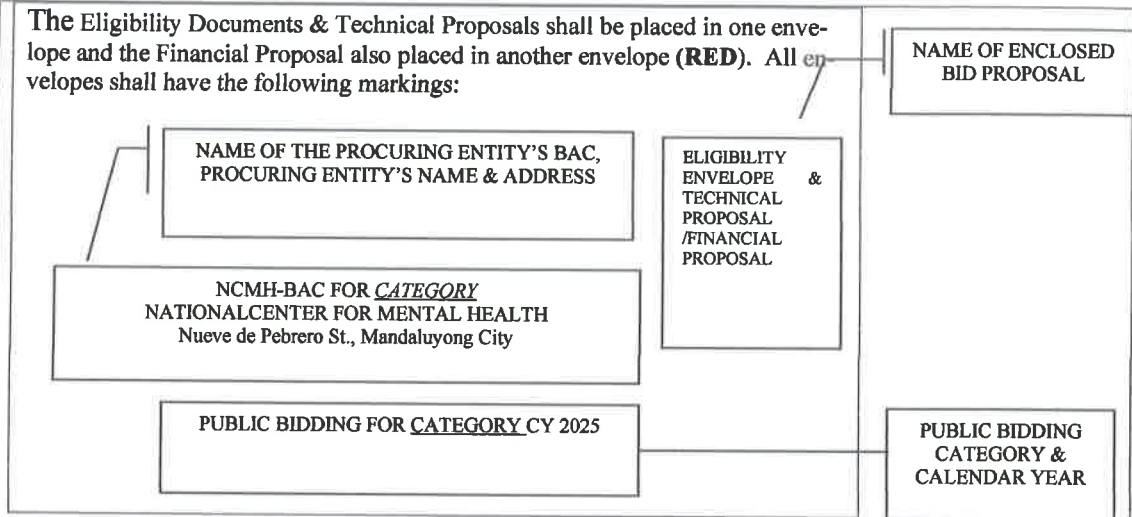 The Eligibility Documents & Technical Proposals shall be placed in one enve-
lope and the Financial Proposal also placed in another envelope (RED). All en-
velopes shall have the following markings:
NAME OF ENCLOSED
BID PROPOSAL
NAME OF THE PROCURING ENTITY'S BAC,
PROCURING ENTITY'S NAME & ADDRESS
ELIGIBILITY
ENVELOPE &
TECHNICAL
PROPOSAL
/FINANCIAL
PROPOSAL
NCMH-BAC FOR CATEGORY
NATIONALCENTER FOR MENTAL HEALTH
Nueve de Pebrero St., Mandaluyong City
PUBLIC BIDDING FOR CATEGORY CY 2025
PUBLIC BIDDING
CATEGORY &
CALENDAR YEAR